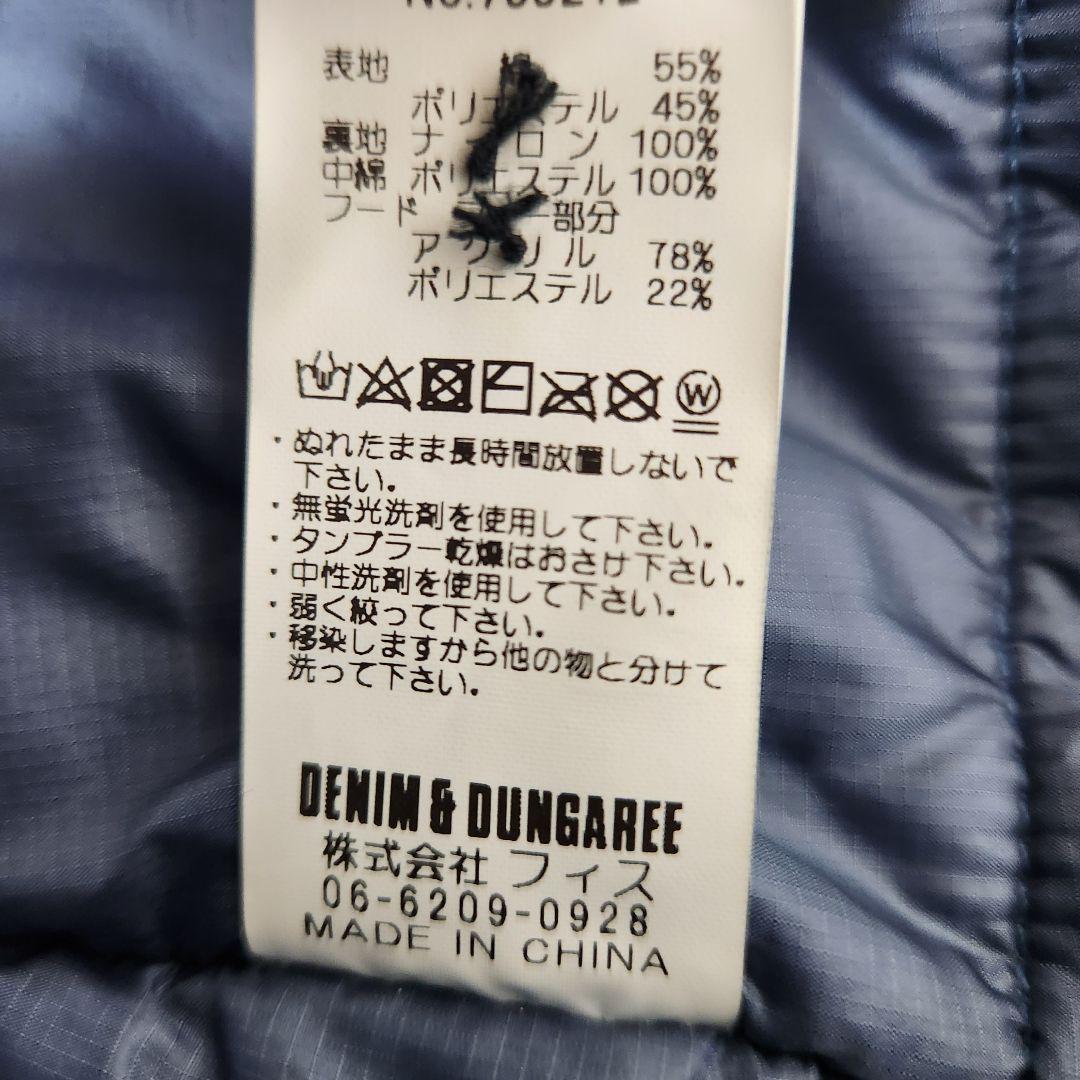 表地 55%
ポリエステル 45%
裏地 ナイロン 100%
中綿 ポリエステル 100%
フード 部分
アクリル 78%
ポリエステル 22%
W
・ぬれたまま長時間放置しないで
下さい。
・無蛍光洗剤を使用して下さい。
・タンブラー乾燥はおさけ下さい。
・中性洗剤を使用して下さい。
・弱く絞って下さい。
・移染しますから他の物と分けて
洗って下さい。
DENIM & DUNGAREE
株式会社 フィス
06-6209-0928
MADE IN CHINA